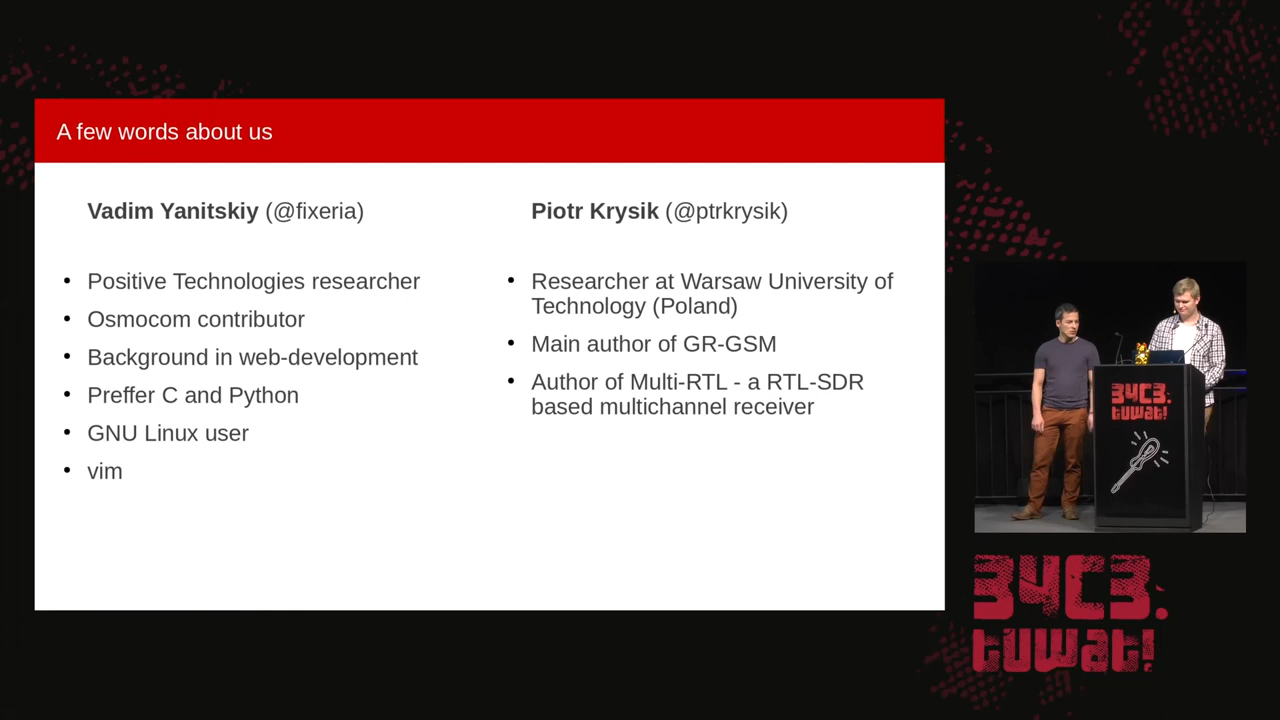 A few words about us
Vadim Yanitskiy (@fixeria)
Positive Technologies researcher
Osmocom contributor
Background in web-development
Preffer C and Python
GNU Linux user
vim
Piotr Krysik (@ptrkrysik)
Researcher at Warsaw University of
Technology (Poland)
Main author of GR-GSM
Author of Multi-RTL - a RTL-SDR
based multichannel receiver
34C3.
tuwat!
34C3.
tuwat!